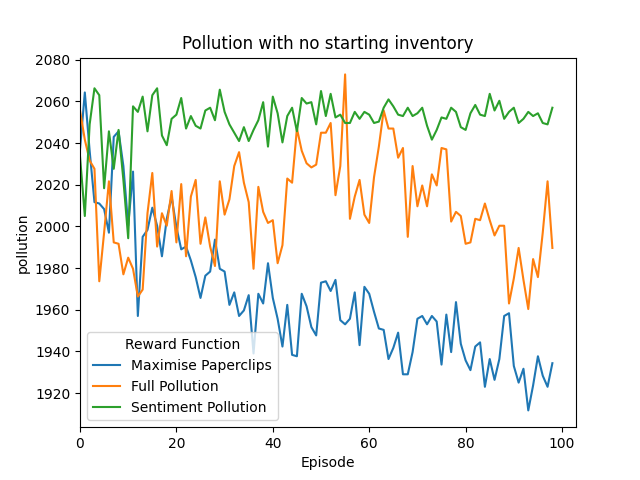 Pollution with no starting inventory
2080
2060
2040
2020
2000
1980
1960
1940
1920
pollution
Reward Function
Maximise Paperclips
Full Pollution
Sentiment Pollution
0
20
40
60
80
100
Episode